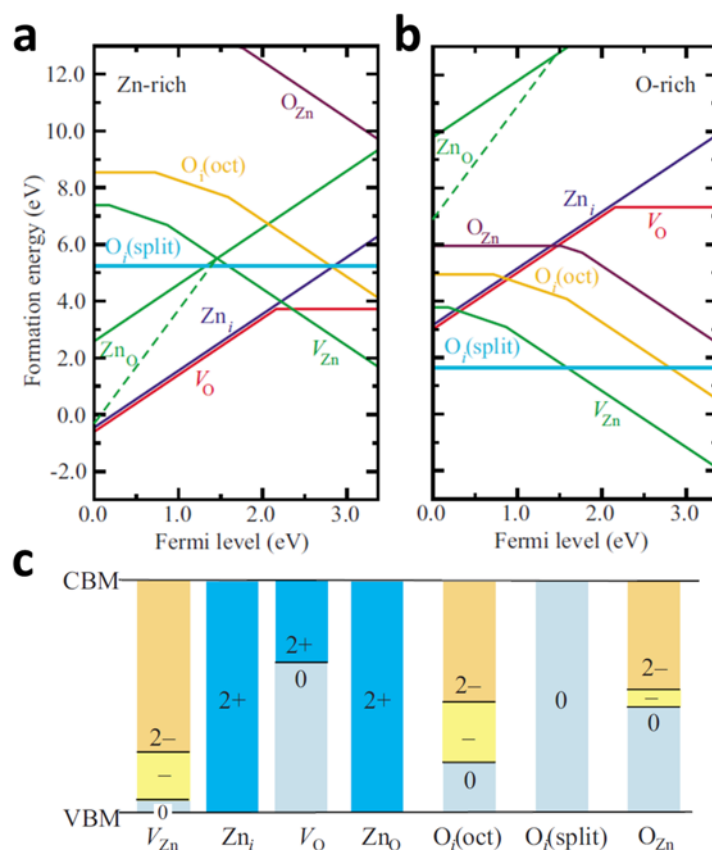 a
b
Zn-rich
O-rich
12.0
10.0
8.0
6.0
4.0
2.0
0.0
-2.0
Formation energy (eV)
O_Zn
O_i(oct)
O_i(split)
Zn_i
Zn_O
V_O
V_Zn
0.0 1.0 2.0 3.0
Fermi level (eV)
Zn_O
Zn_i
V_O
O_Zn
O_i(oct)
O_i(split)
V_Zn
0.0 1.0 2.0 3.0
Fermi level (eV)
c
CBM
2–
–
0
2+
2+
0
2+
2–
–
0
0
2–
–
0
VBM
V_Zn Zn_i V_O Zn_O O_i(oct) O_i(split) O_Zn